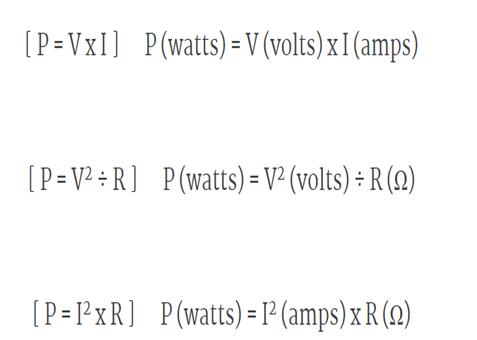 [ P = V x I ] P (watts) = V (volts) x I (amps)
[ P = V² ÷ R ] P (watts) = V² (volts) ÷ R (Ω)
[ P = I² x R ] P (watts) = I² (amps) x R (Ω)